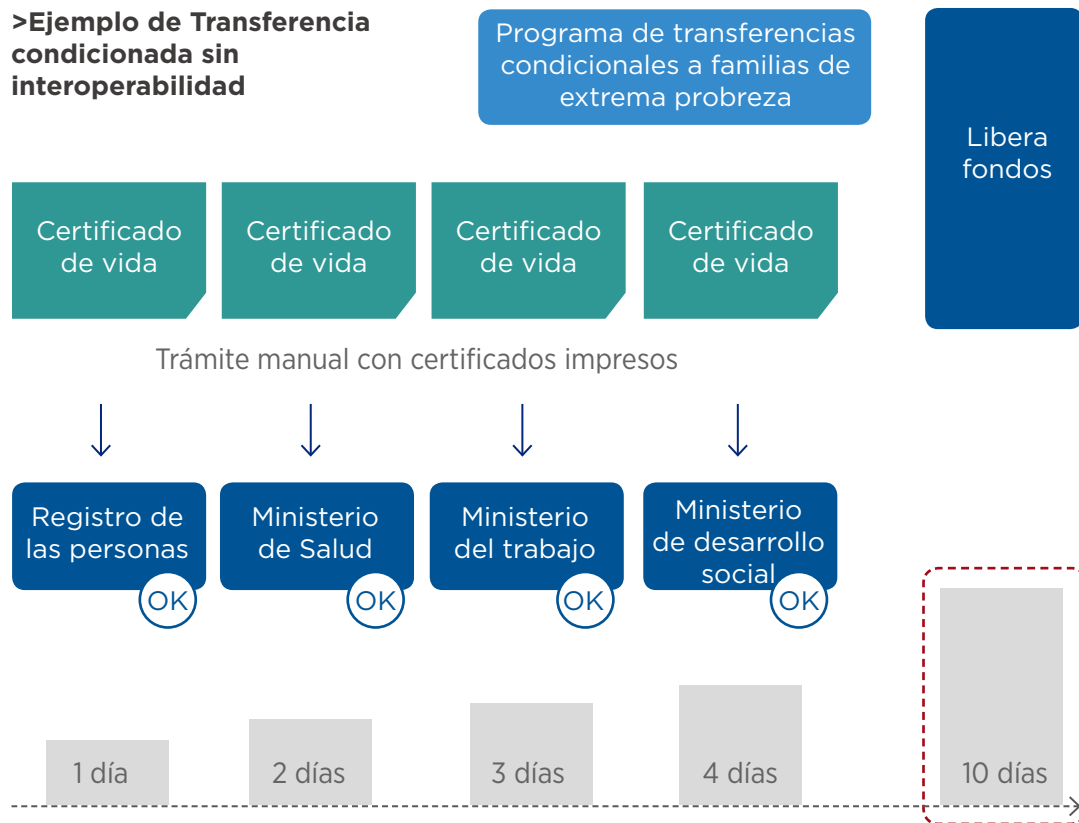 >Ejemplo de Transferencia
condicionada sin
interoperabilidad
Programa de transferencias
condicionales a familias de
extrema probreza
Libera
fondos
Certificado
de vida
Certificado
de vida
Certificado
de vida
Certificado
de vida
Trámite manual con certificados impresos
Registro de
las personas
OK
Ministerio
de Salud
OK
Ministerio
del trabajo
OK
Ministerio
de desarrollo
social
OK
1 día
2 días
3 días
4 días
10 días